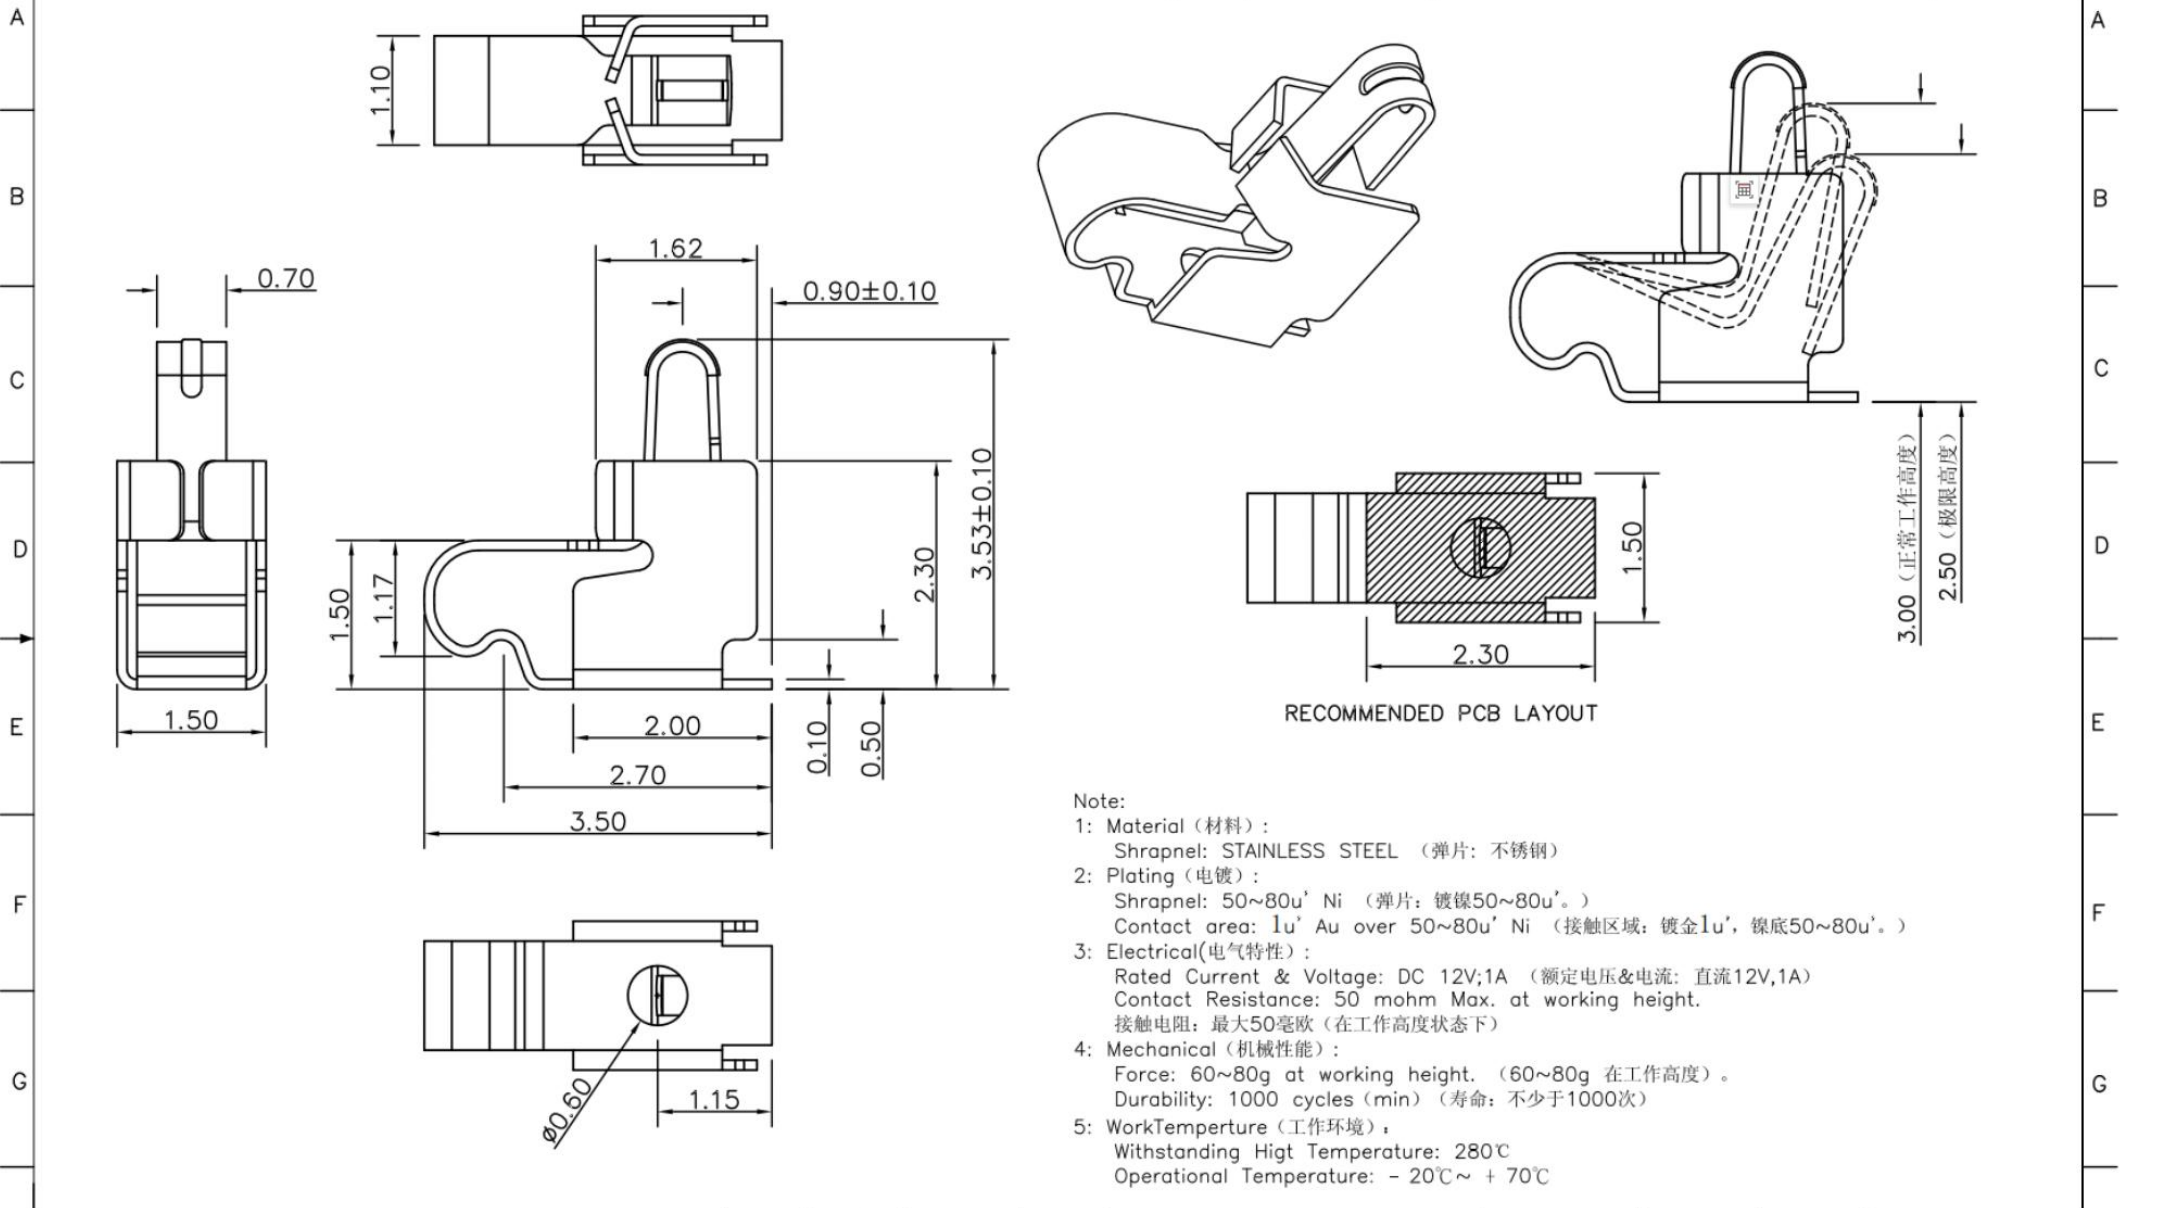 A
A
1.10
B
B
1.62
0.70
0.90±0.10
C
C
3.53±0.10
2.30
1.50
1.17
D
D
1.50
3.00（正常工作高度）
2.50（极限高度）
2.30
RECOMMENDED PCB LAYOUT
1.50
E
E
2.00
0.10
0.50
2.70
3.50
Note:
1: Material（材料）:
Shrapnel: STAINLESS STEEL （弹片: 不锈钢）
2: Plating（电镀）:
Shrapnel: 50~80u' Ni （弹片: 镀镍50~80u'。）
F
F
Contact area: 1u' Au over 50~80u' Ni （接触区域: 镀金1u', 镍底50~80u'。）
3: Electrical(电气特性）:
Rated Current & Voltage: DC 12V;1A （额定电压&电流: 直流12V,1A）
Contact Resistance: 50 mohm Max. at working height.
接触电阻: 最大50毫欧（在工作高度状态下）
4: Mechanical（机械性能）:
Force: 60~80g at working height. （60~80g 在工作高度）。
Durability: 1000 cycles（min）（寿命: 不少于1000次）
G
G
ø0.60
1.15
5: WorkTemperture（工作环境）:
Withstanding Higt Temperature: 280℃
Operational Temperature: - 20℃~ + 70℃